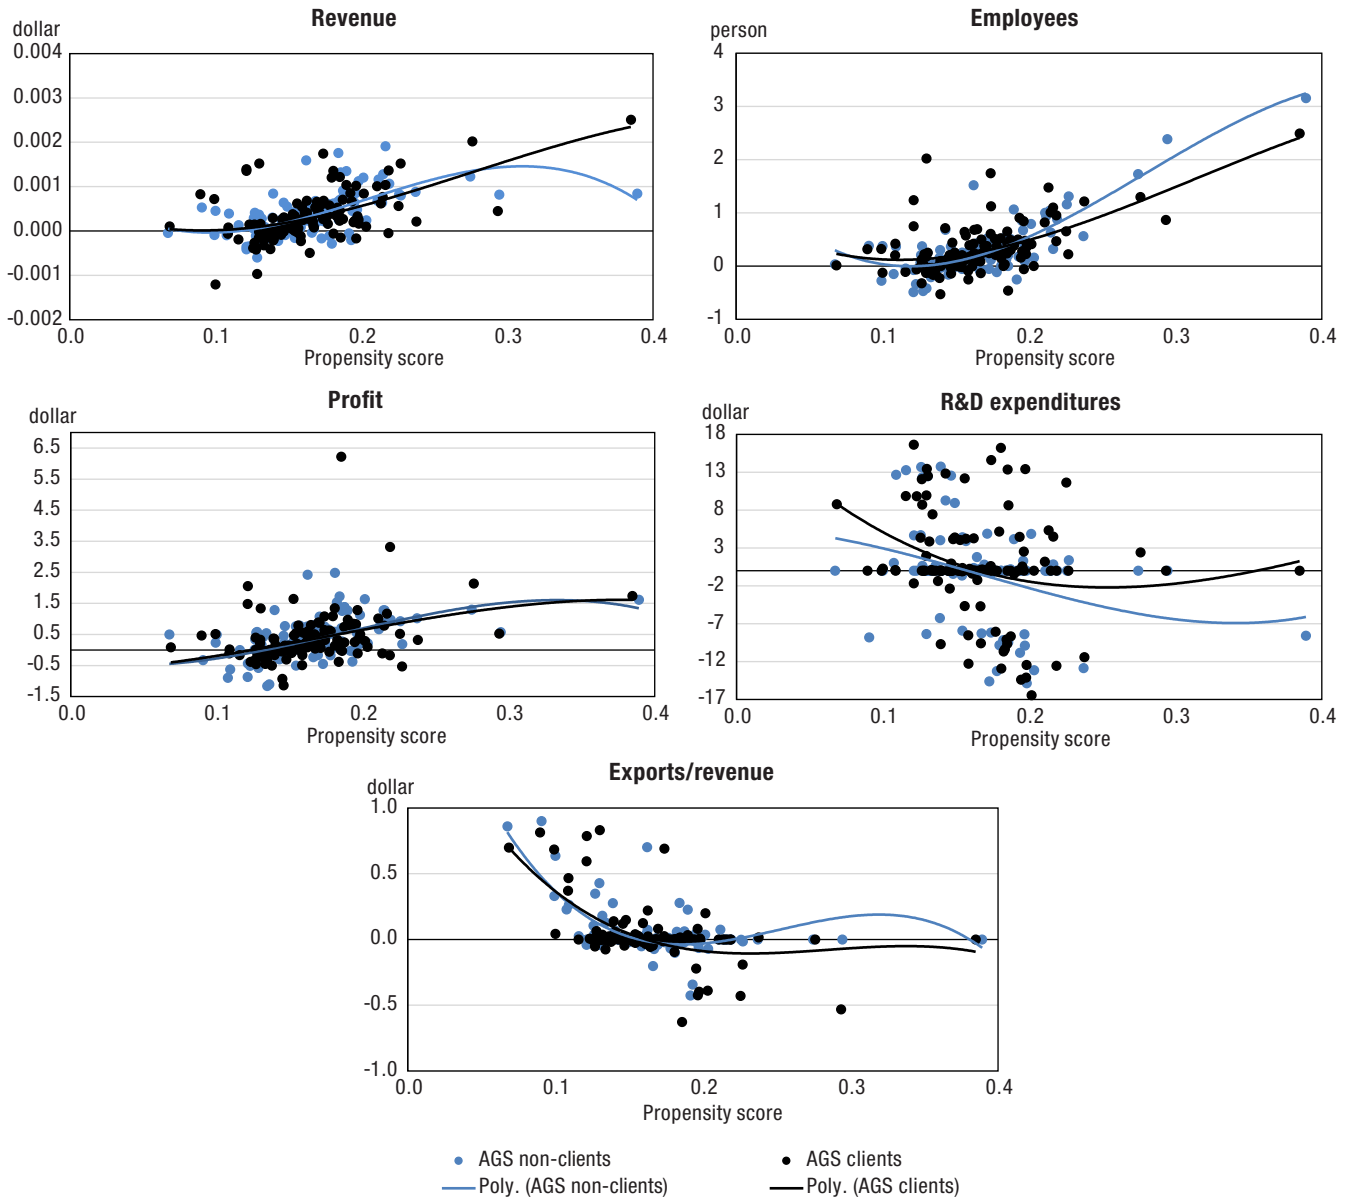 Revenue
dollar
0.004
0.003
0.002
0.001
0.000
-0.001
-0.002
0.0 0.1 0.2 0.3 0.4
Propensity score
Employees
person
4
3
2
1
0
-1
0.0 0.1 0.2 0.3 0.4
Propensity score
Profit
dollar
6.5
5.5
4.5
3.5
2.5
1.5
0.5
-0.5
-1.5
0.0 0.1 0.2 0.3 0.4
Propensity score
R&D expenditures
dollar
18
13
8
3
-2
-7
-12
-17
0.0 0.1 0.2 0.3 0.4
Propensity score
Exports/revenue
dollar
1.0
0.5
0.0
-0.5
-1.0
0.0 0.1 0.2 0.3 0.4
Propensity score
AGS non-clients AGS clients
Poly. (AGS non-clients) Poly. (AGS clients)